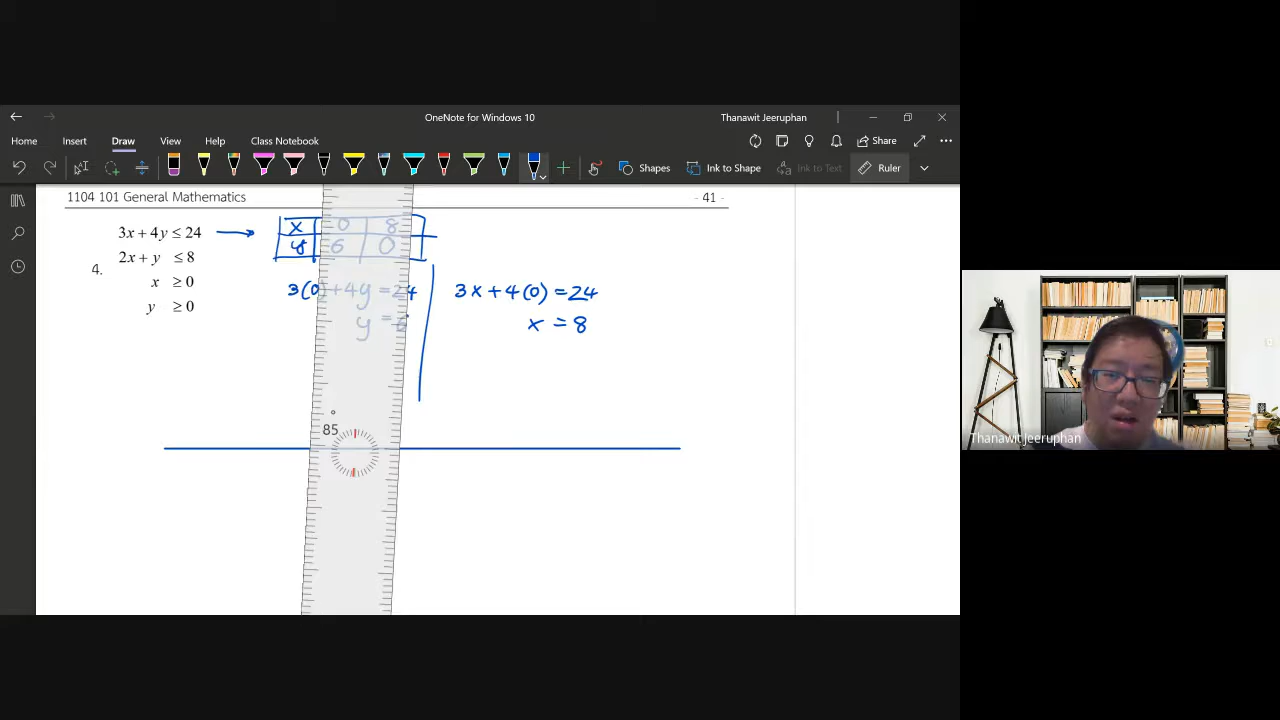 OneNote for Windows 10
Thanawit Jeeruphan
Home Insert Draw View Help Class Notebook
Share
Shapes Ink to Shape Ink to Text Ruler
1104 101 General Mathematics - 41 -
4.
3x + 4y ≤ 24
2x + y ≤ 8
x ≥ 0
y ≥ 0
x 0 8
y 6 0
3(0) + 4y = 24
y = 6
3x + 4(0) = 24
x = 8
85
Thanawit Jeeruphan